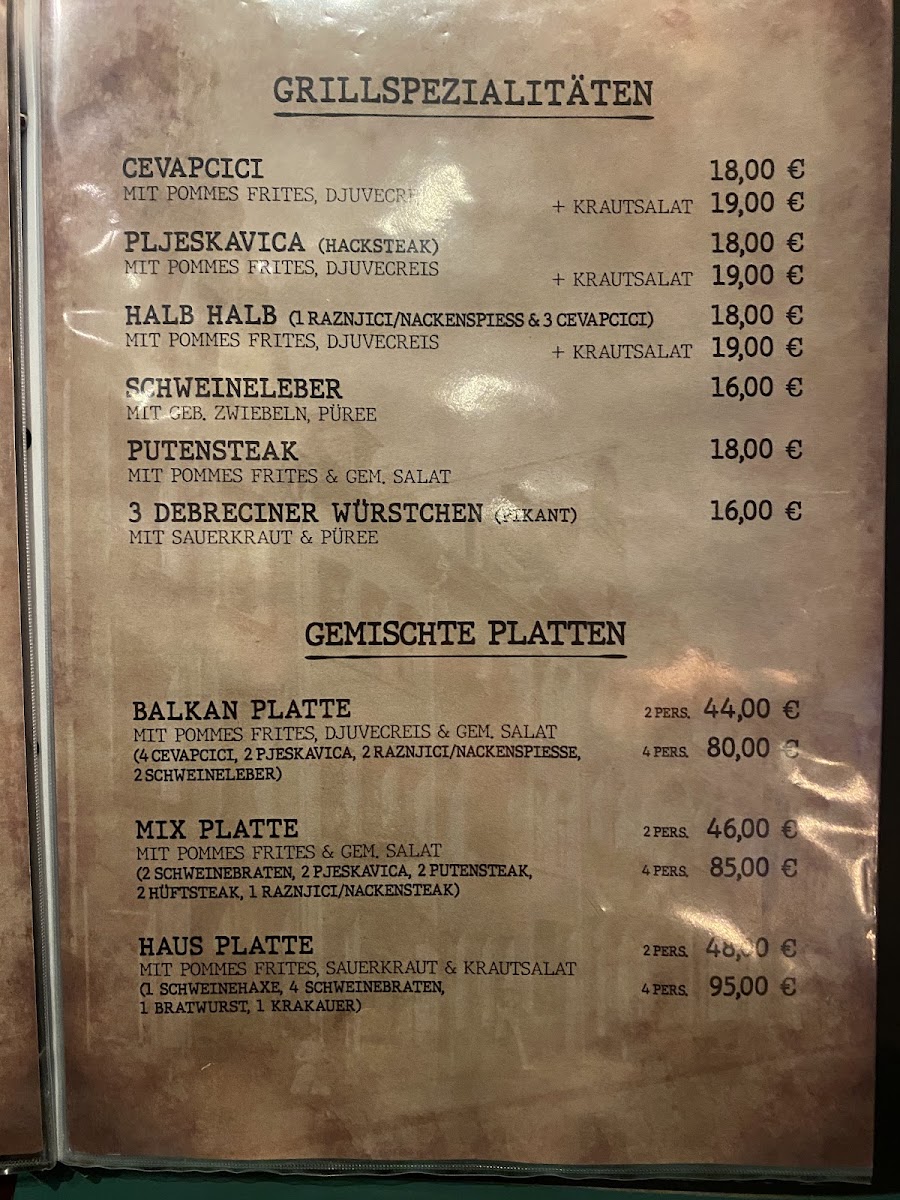 GRILLSPEZIALITÄTEN
CEVAPCICI 18,00 €
MIT POMMES FRITES,
+ KRAUTSALAT 19,00 €
PLJESKAVICA (HACKSTEAK) 18,00 €
MIT POMMES FRITES, DJUVECREIS
+ KRAUTSALAT 19,00 €
HALB HALB (1 RAZNJICI/NACKENSPIESS & 3 CEVAPCICI) 18,00 €
MIT POMMES FRITES, DJUVECREIS
+ KRAUTSALAT 19,00 €
SCHWEINELEBER 16,00 €
MIT GEB. ZWIEBELN, PÜREE
PUTENSTEAK 18,00 €
MIT POMMES FRITES & GEM. SALAT
3 DEBRECINER WÜRSTCHEN (PIKANT) 16,00 €
MIT SAUERKRAUT & PÜREE
GEMISCHTE PLATTEN
BALKAN PLATTE 2 PERS. 44,00 €
MIT POMMES FRITES, DJUVECREIS & GEM. SALAT
(4 CEVAPCICI, 2 PJESKAVICA, 2 RAZNJICI/NACKENSPIESSE, 4 PERS. 80,00 €
2 SCHWEINELEBER)
MIX PLATTE 2 PERS. 46,00 €
MIT POMMES FRITES & GEM. SALAT
(2 SCHWEINEBRATEN, 2 PJESKAVICA, 2 PUTENSTEAK, 4 PERS. 85,00 €
2 HÜFTSTEAK, 1 RAZNJICI/NACKENSTEAK)
HAUS PLATTE 2 PERS. 48,00 €
MIT POMMES FRITES, SAUERKRAUT & KRAUTSALAT
(1 SCHWEINEHAXE, 4 SCHWEINEBRATEN, 4 PERS. 95,00 €
1 BRATWURST, 1 KRAKAUER)